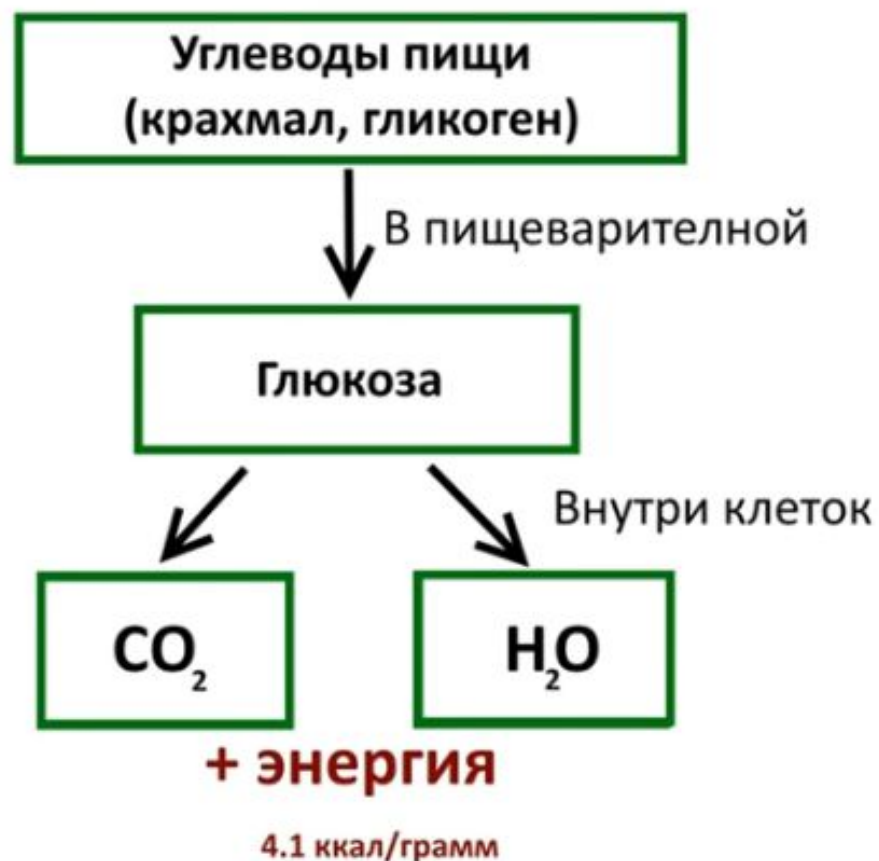 Углеводы пищи
(крахмал, гликоген)
В пищеварителной
Глюкоза
Внутри клеток
CO₂
H₂O
+ энергия
4.1 ккал/грамм